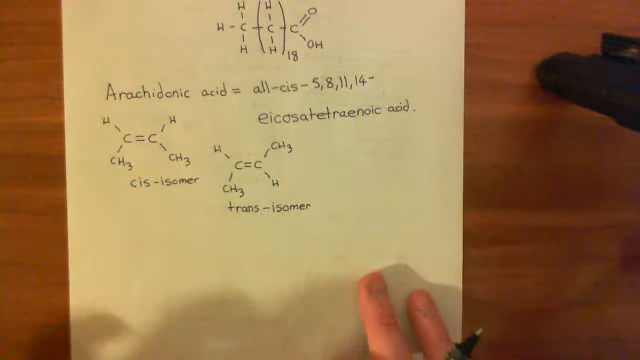 H H
H - C - ( C ) - C O
H H 18 OH
Arachidonic acid = all-cis-5,8,11,14-
eicosatetraenoic acid.
H H
C=C
CH3 CH3
cis-isomer
H CH3
C=C
CH3 H
trans-isomer